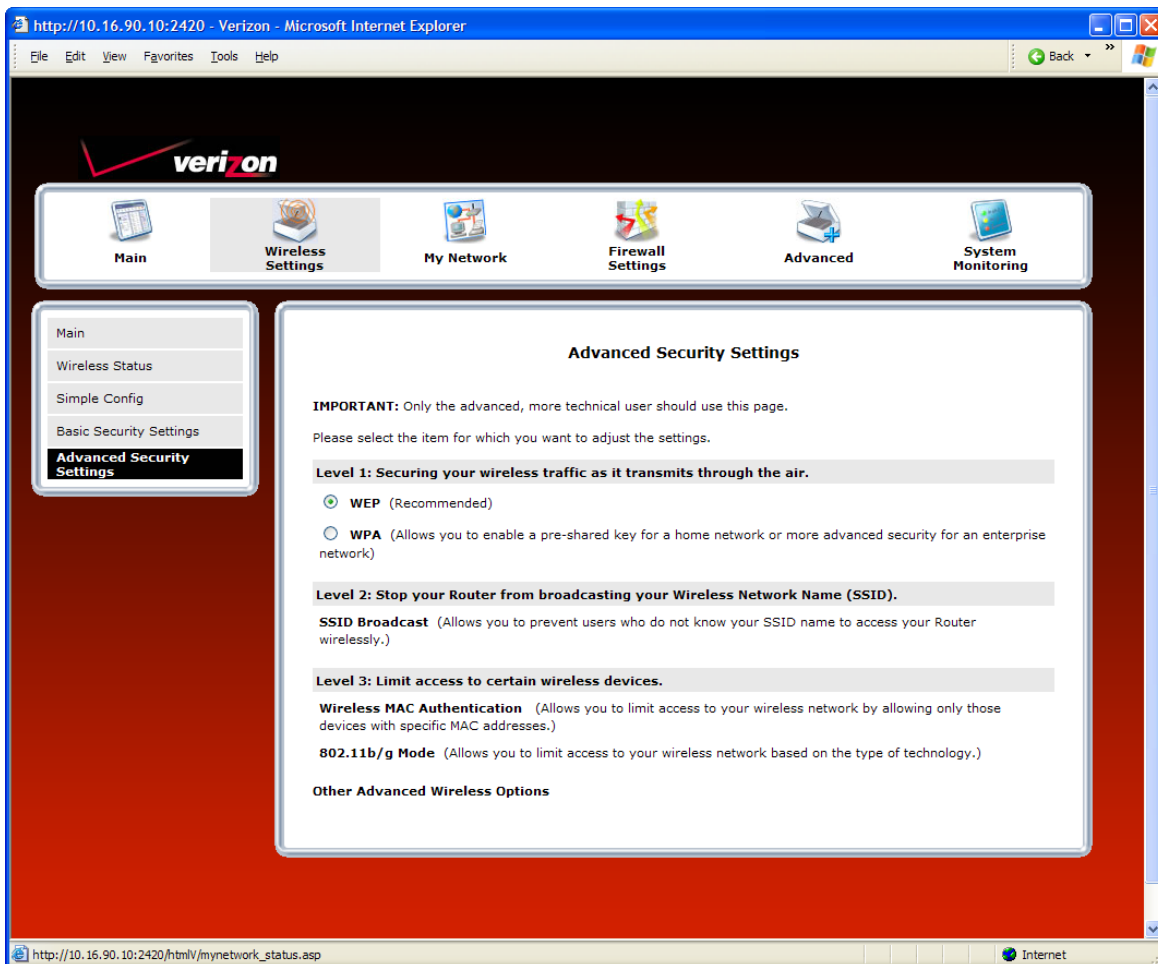 http://10.16.90.10:2420 - Verizon - Microsoft Internet Explorer
File Edit View Favorites Tools Help
Back
verizon
Main
Wireless
Settings
My Network
Firewall
Settings
Advanced
System
Monitoring
Main
Wireless Status
Simple Config
Basic Security Settings
Advanced Security
Settings
Advanced Security Settings
IMPORTANT: Only the advanced, more technical user should use this page.
Please select the item for which you want to adjust the settings.
Level 1: Securing your wireless traffic as it transmits through the air.
WEP (Recommended)
WPA (Allows you to enable a pre-shared key for a home network or more advanced security for an enterprise
network)
Level 2: Stop your Router from broadcasting your Wireless Network Name (SSID).
SSID Broadcast (Allows you to prevent users who do not know your SSID name to access your Router
wirelessly.)
Level 3: Limit access to certain wireless devices.
Wireless MAC Authentication (Allows you to limit access to your wireless network by allowing only those
devices with specific MAC addresses.)
802.11b/g Mode (Allows you to limit access to your wireless network based on the type of technology.)
Other Advanced Wireless Options
http://10.16.90.10:2420/htmlV/mynetwork_status.asp
Internet